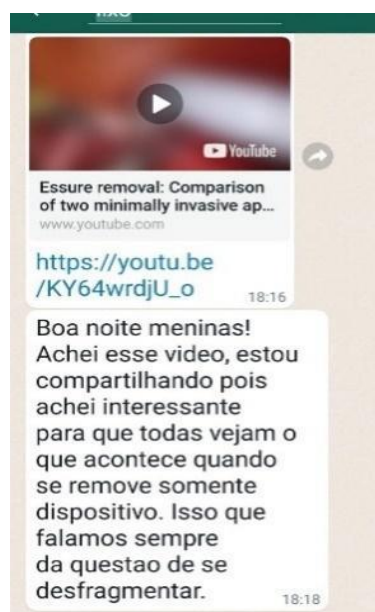 YouTube
Essure removal: Comparison
of two minimally invasive ap...
www.youtube.com
https://youtu.be
/KY64wrdjU_o
18:16
Boa noite meninas!
Achei esse video, estou
compartilhando pois
achei interessante
para que todas vejam o
que acontece quando
se remove somente
dispositivo. Isso que
falamos sempre
da questao de se
desfragmentar.
18:18